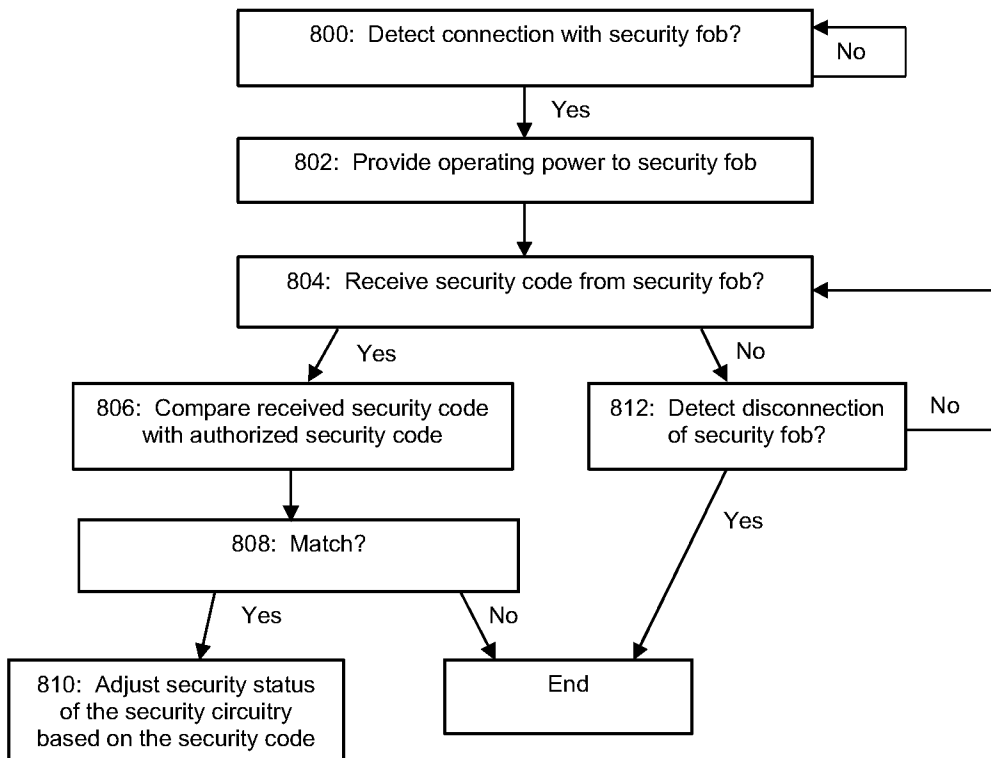 800: Detect connection with security fob?
No
Yes
802: Provide operating power to security fob
804: Receive security code from security fob?
Yes
No
806: Compare received security code
with authorized security code
812: Detect disconnection
of security fob?
No
808: Match?
Yes
Yes
No
810: Adjust security status
of the security circuitry
based on the security code
End